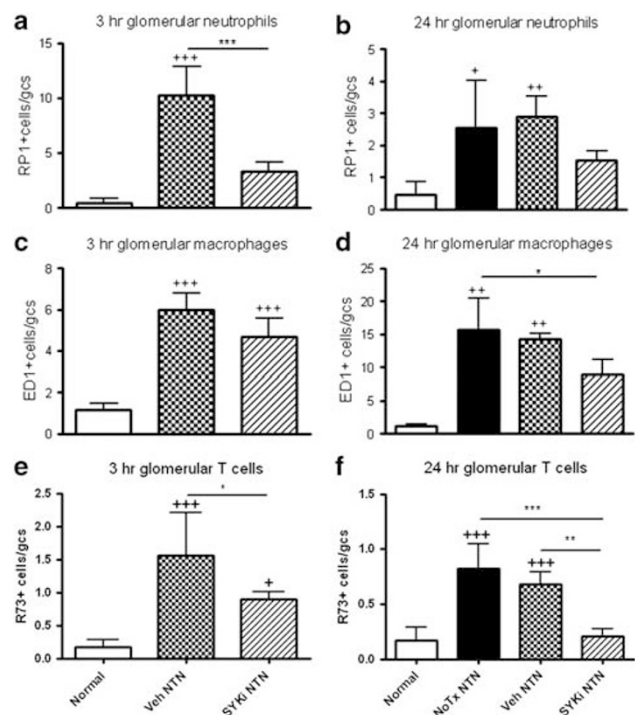 a
3 hr glomerular neutrophils
RP1+cells/gcs
15
10
5
0
+++
***
b
24 hr glomerular neutrophils
RP1+ cells/gcs
5
4
3
2
1
0
+
++
c
3 hr glomerular macrophages
ED1+cells/gcs
8
6
4
2
0
+++
+++
d
24 hr glomerular macrophages
ED1+ cells/gcs
25
20
15
10
5
0
++
++
*
e
3 hr glomerular T cells
R73+ cells/gcs
2.5
2.0
1.5
1.0
0.5
0.0
+++
*
+
Normal
Veh NTN
SYKi NTN
f
24 hr glomerular T cells
R73+ cells/gcs
1.5
1.0
0.5
0.0
+++
+++
***
**
Normal
NoTx NTN
Veh NTN
SYKi NTN